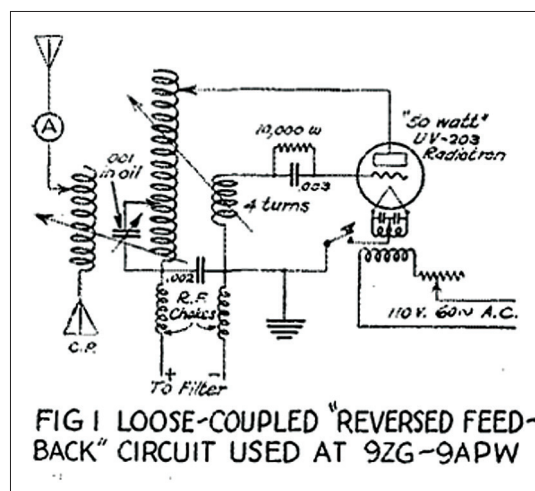 A
.001
in oil
10,000 ω
.003
"50 watt"
UV-203
Radiotron
4 turns
.002
R.F.
Chokes
C.P.
+ -
To Filter
110 V. 60~ A.C.
FIG 1 LOOSE-COUPLED "REVERSED FEED-
BACK" CIRCUIT USED AT 9ZG~9APW